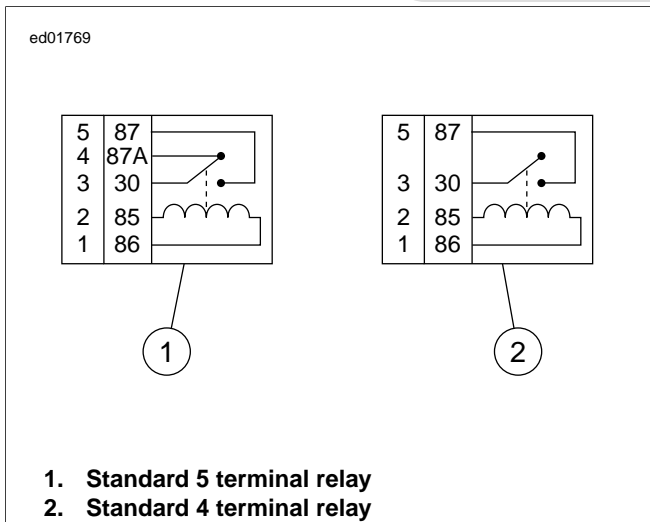 ed01769
5 87
4 87A
3 30
2 85
1 86
5 87
3 30
2 85
1 86
1
2
1. Standard 5 terminal relay
2. Standard 4 terminal relay